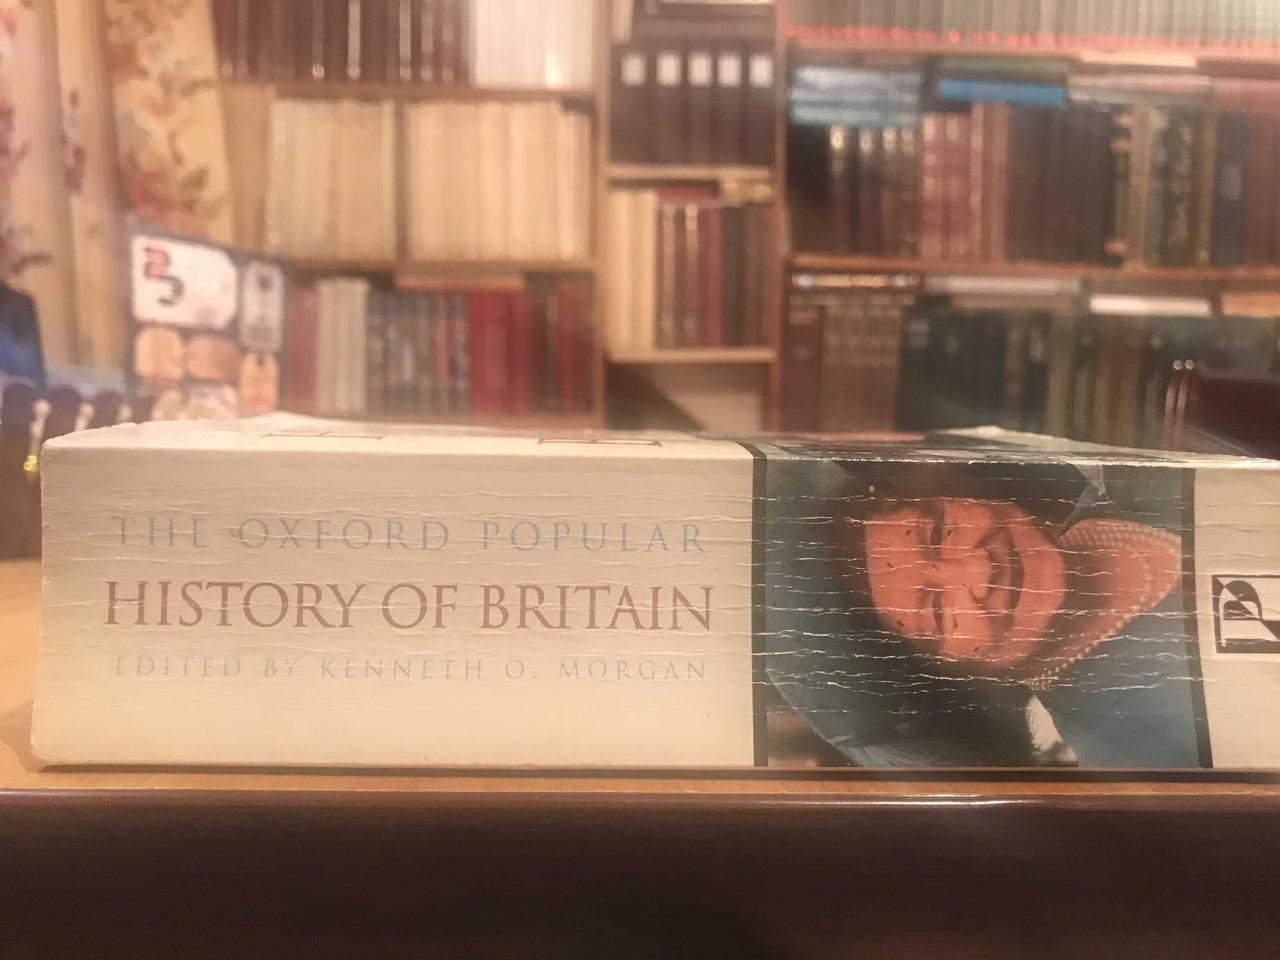 THE OXFORD POPULAR
HISTORY OF BRITAIN
EDITED BY KENNETH O. MORGAN